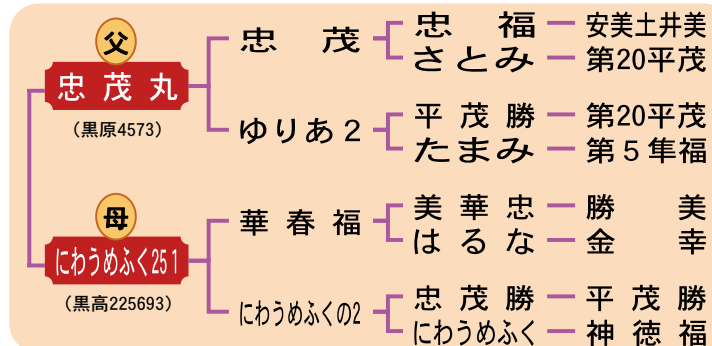 父
忠茂丸
（黒原4573）
忠茂
忠福
安美土井美
さとみ
第20平茂
ゆりあ２
平茂勝
第20平茂
たまみ
第５隼福
母
にわうめふく251
（黒高225693）
華春福
美華忠
勝美
はるな
金幸
にわうめふくの2
忠茂勝
平茂勝
にわうめふく
神徳福